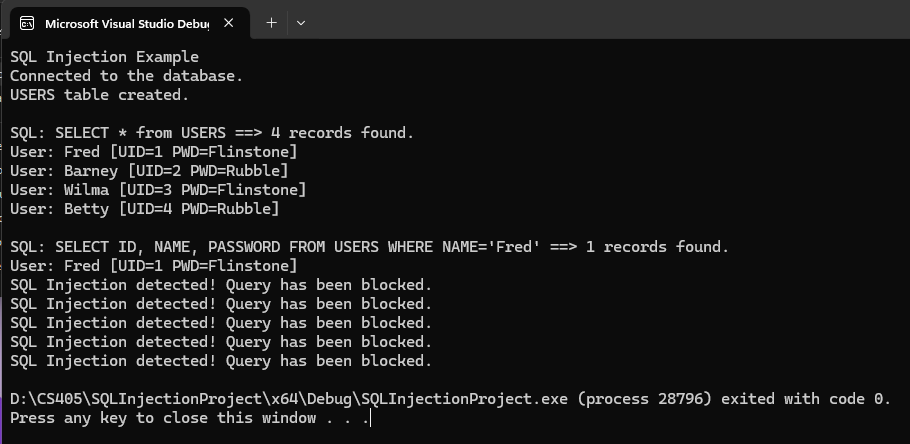 Microsoft Visual Studio Debug
SQL Injection Example
Connected to the database.
USERS table created.
SQL: SELECT * from USERS ==> 4 records found.
User: Fred [UID=1 PWD=Flinstone]
User: Barney [UID=2 PWD=Rubble]
User: Wilma [UID=3 PWD=Flinstone]
User: Betty [UID=4 PWD=Rubble]
SQL: SELECT ID, NAME, PASSWORD FROM USERS WHERE NAME='Fred' ==> 1 records found.
User: Fred [UID=1 PWD=Flinstone]
SQL Injection detected! Query has been blocked.
SQL Injection detected! Query has been blocked.
SQL Injection detected! Query has been blocked.
SQL Injection detected! Query has been blocked.
SQL Injection detected! Query has been blocked.
D:\CS405\SQLInjectionProject\x64\Debug\SQLInjectionProject.exe (process 28796) exited with code 0.
Press any key to close this window . . .